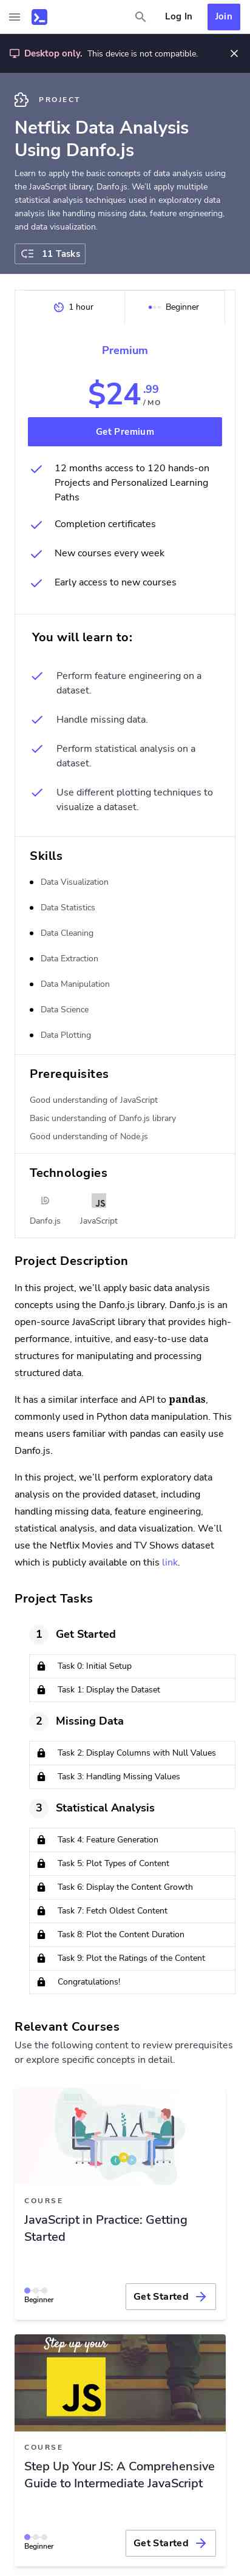 Log In
Join
Desktop only. This device is not compatible.
PROJECT
Netflix Data Analysis
Using Danfo.js
Learn to apply the basic concepts of data analysis using
the JavaScript library, Danfo.js. We'll apply multiple
statistical analysis techniques used in exploratory data
analysis like handling missing data, feature engineering,
and data visualization.
11 Tasks
1 hour
Beginner
Premium
$24.99
/ MO
Get Premium
12 months access to 120 hands-on
Projects and Personalized Learning
Paths
Completion certificates
New courses every week
Early access to new courses
You will learn to:
Perform feature engineering on a
dataset.
Handle missing data.
Perform statistical analysis on a
dataset.
Use different plotting techniques to
visualize a dataset.
Skills
Data Visualization
Data Statistics
Data Cleaning
Data Extraction
Data Manipulation
Data Science
Data Plotting
Prerequisites
Good understanding of JavaScript
Basic understanding of Danfo.js library
Good understanding of Node.js
Technologies
JS
Danfo.js
JavaScript
Project Description
In this project, we'll apply basic data analysis
concepts using the Danfo.js library. Danfo.js is an
open-source JavaScript library that provides high-
performance, intuitive, and easy-to-use data
structures for manipulating and processing
structured data.
It has a similar interface and API to pandas,
commonly used in Python data manipulation. This
means users familiar with pandas can easily use
Danfo.js.
In this project, we'll perform exploratory data
analysis on the provided dataset, including
handling missing data, feature engineering,
statistical analysis, and data visualization. We'll
use the Netflix Movies and TV Shows dataset
which is publicly available on this link.
Project Tasks
1 Get Started
Task 0: Initial Setup
Task 1: Display the Dataset
2 Missing Data
Task 2: Display Columns with Null Values
Task 3: Handling Missing Values
3 Statistical Analysis
Task 4: Feature Generation
Task 5: Plot Types of Content
Task 6: Display the Content Growth
Task 7: Fetch Oldest Content
Task 8: Plot the Content Duration
Task 9: Plot the Ratings of the Content
Congratulations!
Relevant Courses
Use the following content to review prerequisites
or explore specific concepts in detail.
COURSE
JavaScript in Practice: Getting
Started
Beginner
Get Started
Step up your
JS
COURSE
Step Up Your JS: A Comprehensive
Guide to Intermediate JavaScript
Beginner
Get Started